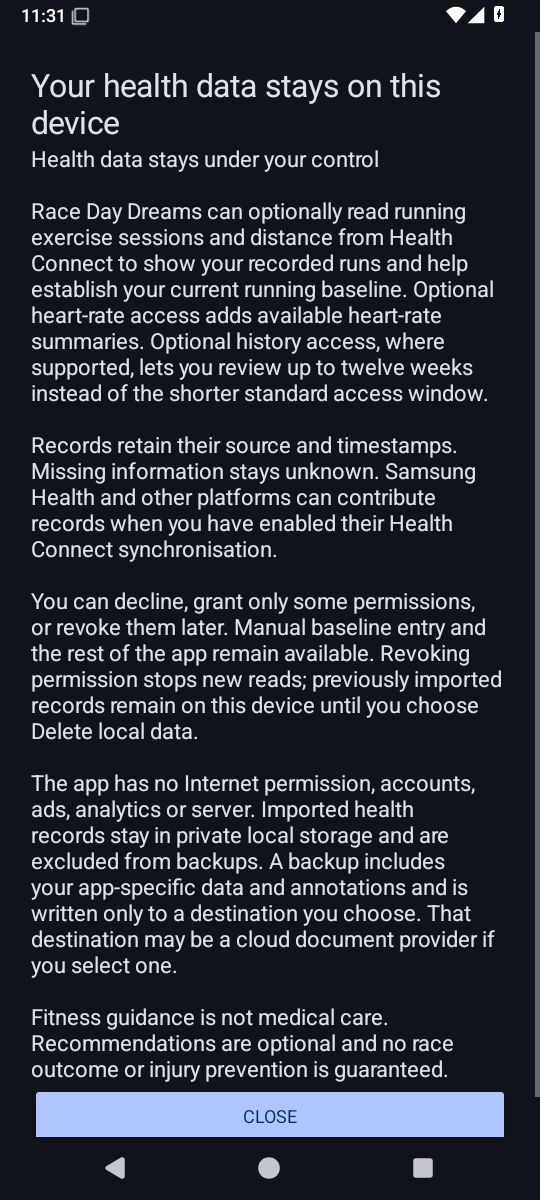 11:31
Your health data stays on this
device
Health data stays under your control
Race Day Dreams can optionally read running
exercise sessions and distance from Health
Connect to show your recorded runs and help
establish your current running baseline. Optional
heart-rate access adds available heart-rate
summaries. Optional history access, where
supported, lets you review up to twelve weeks
instead of the shorter standard access window.
Records retain their source and timestamps.
Missing information stays unknown. Samsung
Health and other platforms can contribute
records when you have enabled their Health
Connect synchronisation.
You can decline, grant only some permissions,
or revoke them later. Manual baseline entry and
the rest of the app remain available. Revoking
permission stops new reads; previously imported
records remain on this device until you choose
Delete local data.
The app has no Internet permission, accounts,
ads, analytics or server. Imported health
records stay in private local storage and are
excluded from backups. A backup includes
your app-specific data and annotations and is
written only to a destination you choose. That
destination may be a cloud document provider if
you select one.
Fitness guidance is not medical care.
Recommendations are optional and no race
outcome or injury prevention is guaranteed.
CLOSE